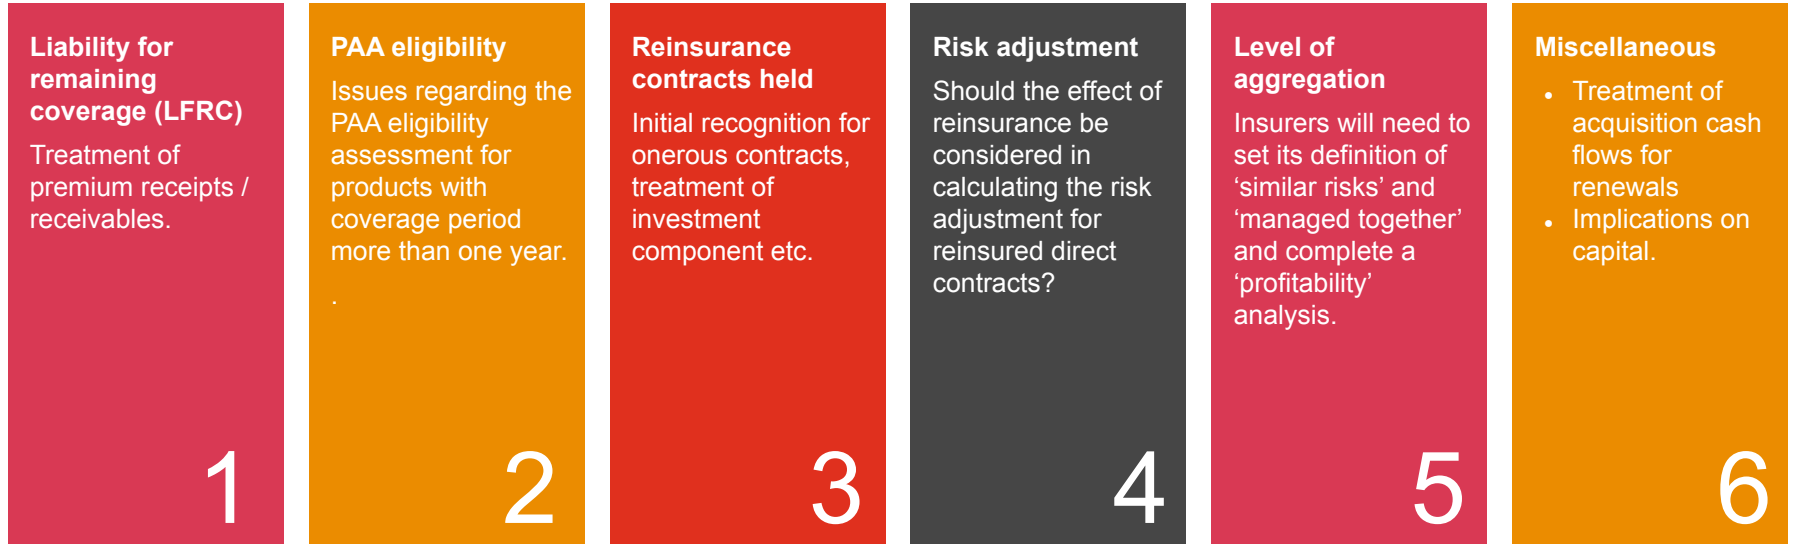 Liability for
remaining
coverage (LFRC)
Treatment of
premium receipts /
receivables.
1
PAA eligibility
Issues regarding the
PAA eligibility
assessment for
products with
coverage period
more than one year.
.
2
Reinsurance
contracts held
Initial recognition for
onerous contracts,
treatment of
investment
component etc.
3
Risk adjustment
Should the effect of
reinsurance be
considered in
calculating the risk
adjustment for
reinsured direct
contracts?
4
Level of
aggregation
Insurers will need to
set its definition of
‘similar risks’ and
‘managed together’
and complete a
‘profitability’
analysis.
5
Miscellaneous
• Treatment of
acquisition cash
flows for
renewals
• Implications on
capital.
6